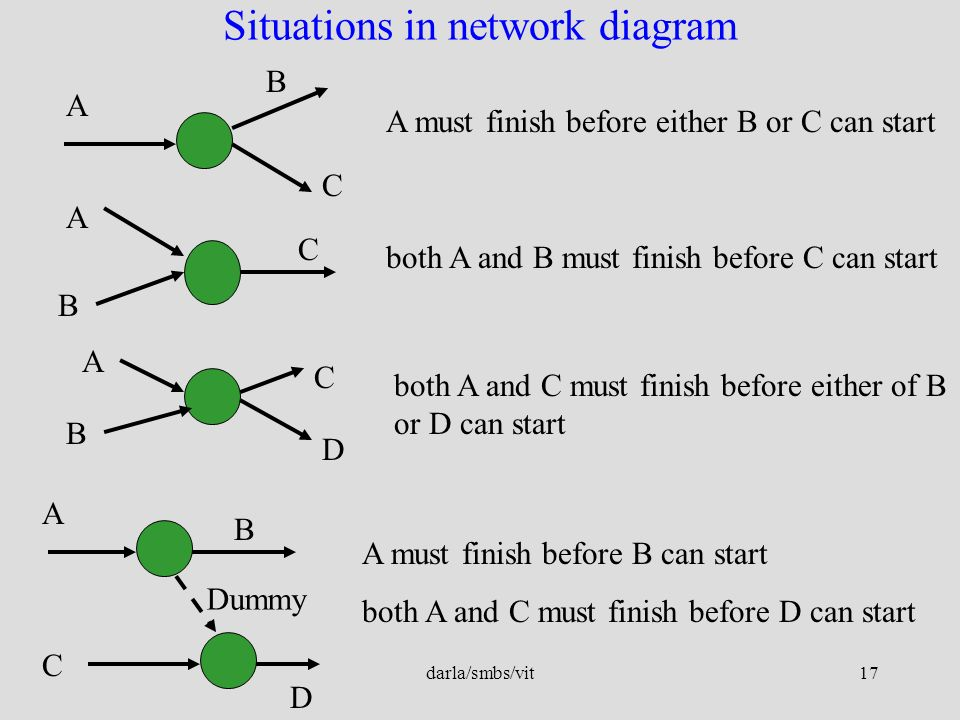 Situations in network diagram
B
A
A must finish before either B or C can start
C
A
C
both A and B must finish before C can start
B
A
C
both A and C must finish before either of B
or D can start
B
D
A
B
A must finish before B can start
Dummy
both A and C must finish before D can start
C
darla/smbs/vit
17
D